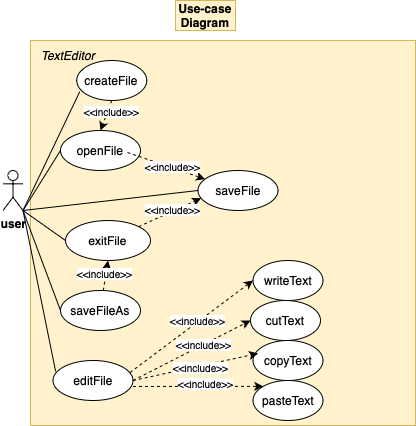 Use-case
Diagram
TextEditor
createFile
<<include>>
openFile
<<include>>
saveFile
user
<<include>>
exitFile
<<include>>
saveFileAs
writeText
<<include>>
cutText
<<include>>
copyText
<<include>>
editFile
<<include>>
pasteText